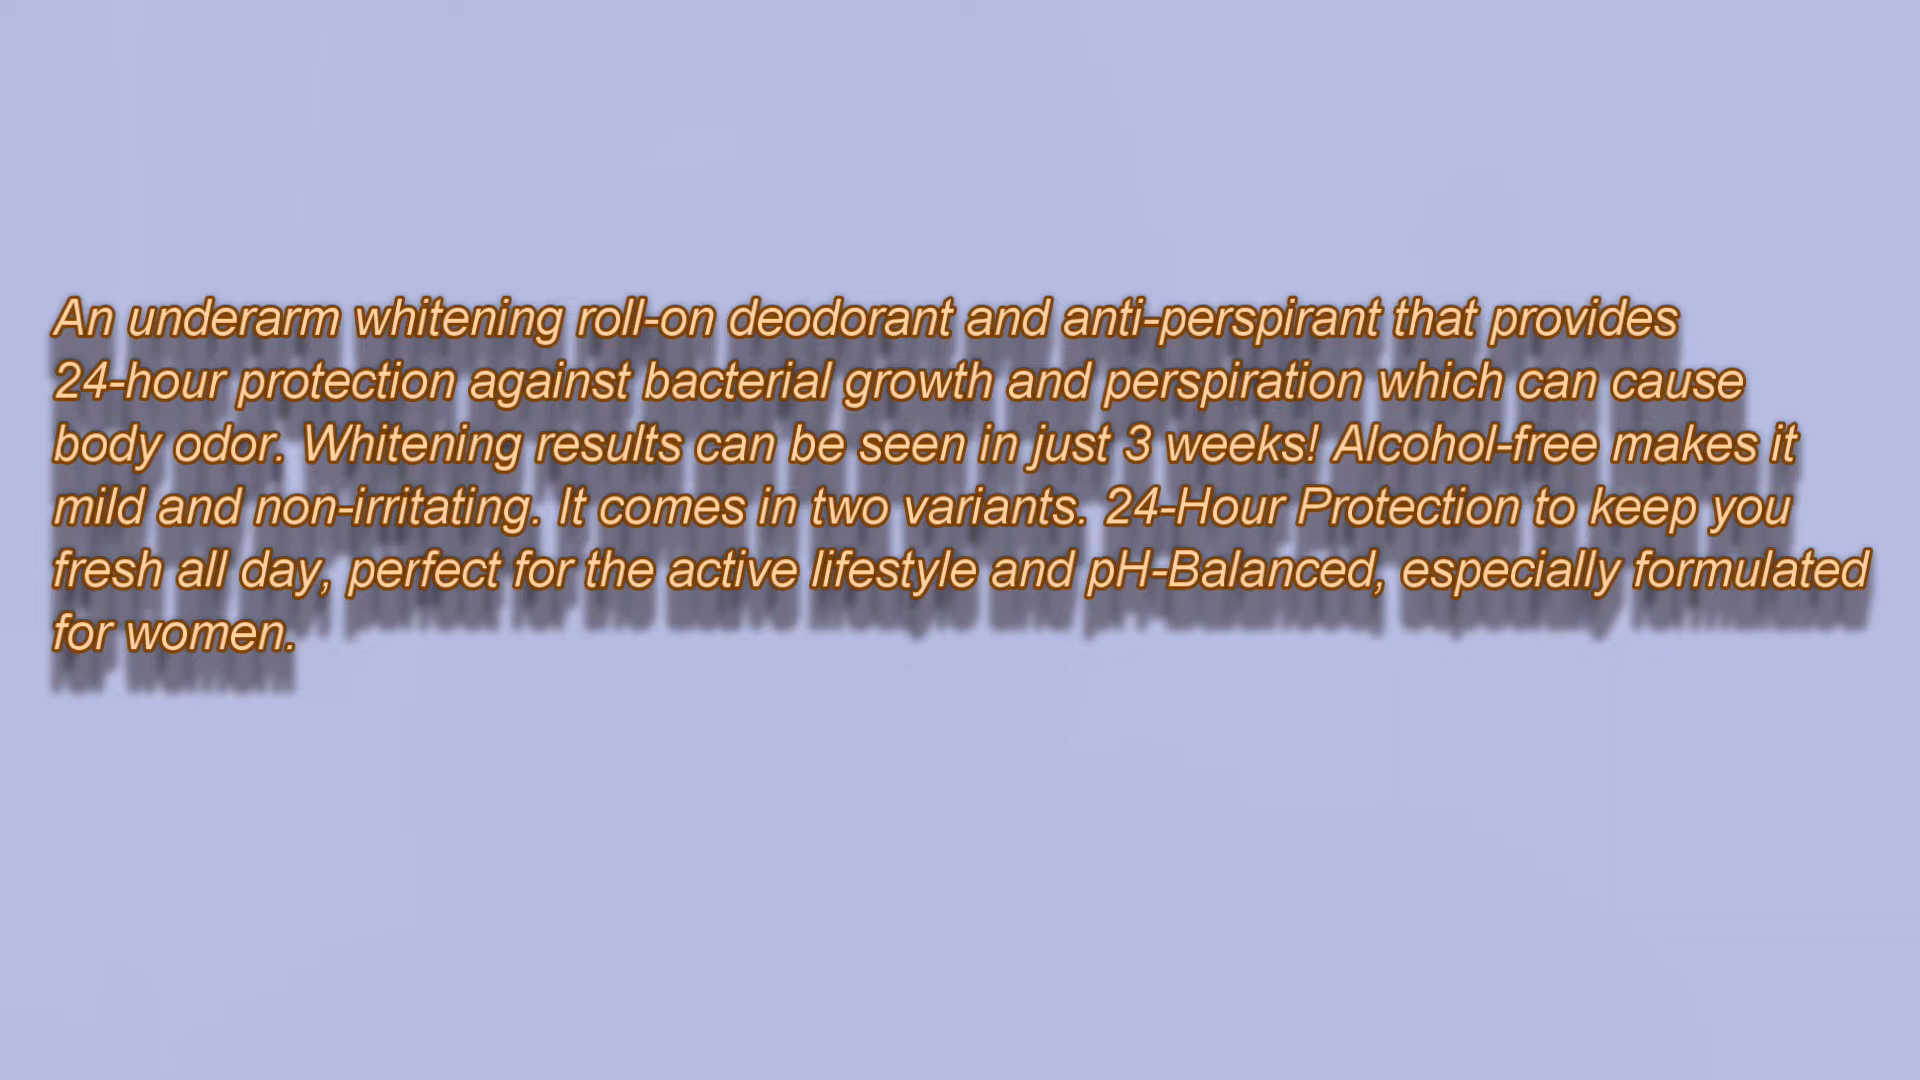 An underarm whitening roll-on deodorant and anti-perspirant that provides
24-hour protection against bacterial growth and perspiration which can cause
body odor. Whitening results can be seen in just 3 weeks! Alcohol-free makes it
mild and non-irritating. It comes in two variants. 24-Hour Protection to keep you
fresh all day, perfect for the active lifestyle and pH-Balanced, especially formulated
for women.